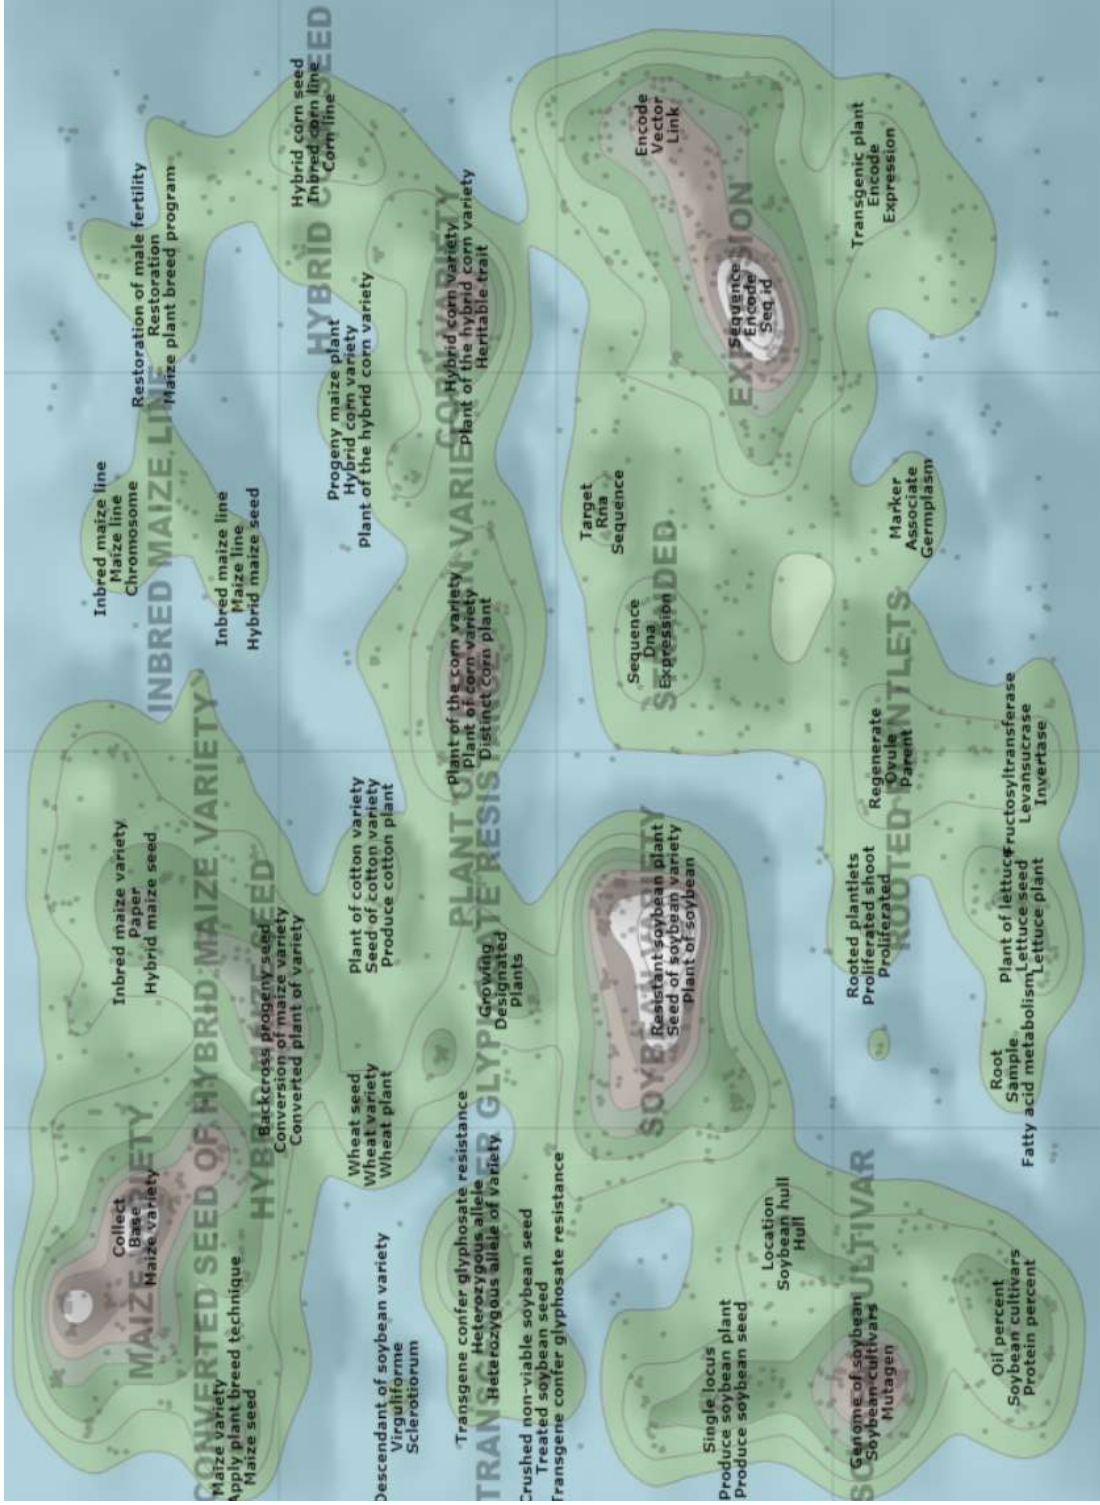 MAIZE VARIETY
Collect
Base
Maize variety
Inbred maize variety
Paper
Hybrid maize seed
Inbred maize line
Maize line
Chromosome
INBRED MAIZE LINE
Restoration of male fertility
Restoration
Maize plant breed program
CONVERTED SEED OF HYBRID MAIZE VARIETY
Maize variety
Apply plant breed technique
Maize seed
HYBRID MAIZE SEED
Backcross progeny seed
Conversion of maize variety
Converted plant of variety
Inbred maize line
Maize line
Hybrid maize seed
HYBRID CORN SEED
Hybrid corn seed
Inbred corn line
Corn line
Descendant of soybean variety
Virguliforme
Sclerotiorum
Wheat seed
Wheat variety
Wheat plant
Plant of cotton variety
Seed of cotton variety
Produce cotton plant
Progeny maize plant
Hybrid corn variety
Plant of the hybrid corn variety
PLANT OF
CORN VARIETY
Plant of the corn variety
Plant of corn variety
Distinct corn plant
Hybrid corn variety
Plant of the hybrid corn variety
Heritable trait
GLYPHOSATE RESISTANCE
Transgene confer glyphosate resistance
Heterozygous allele
Heterozygous allele of variety
Growing
Designated
Plants
Crushed non-viable soybean seed
Treated soybean seed
Transgene confer glyphosate resistance
SOYBEAN VARIETY
Resistant soybean plant
Seed of soybean variety
Plant of soybean
Target
Rna
Sequence
STRANDED
Sequence
Dna
Expression
Encode
Vector
Link
Single locus
Produce soybean plant
Produce soybean seed
Location
Soybean hull
Hull
EXPRESSION
Sequence
Encode
Seq id
SOYBEAN CULTIVAR
Genome of soybean
Soybean cultivars
Mutagen
Rooted plantlets
Proliferated shoot
Proliferated
ROOTED PLANTLETS
Regenerate
Ovule
Parent
Marker
Associate
Germplasm
Transgenic plant
Encode
Expression
Oil percent
Soybean cultivars
Protein percent
Root
Sample
Fatty acid metabolism
Plant of lettuce
Lettuce seed
Lettuce plant
Fructosyltransferase
Levansucrase
Invertase